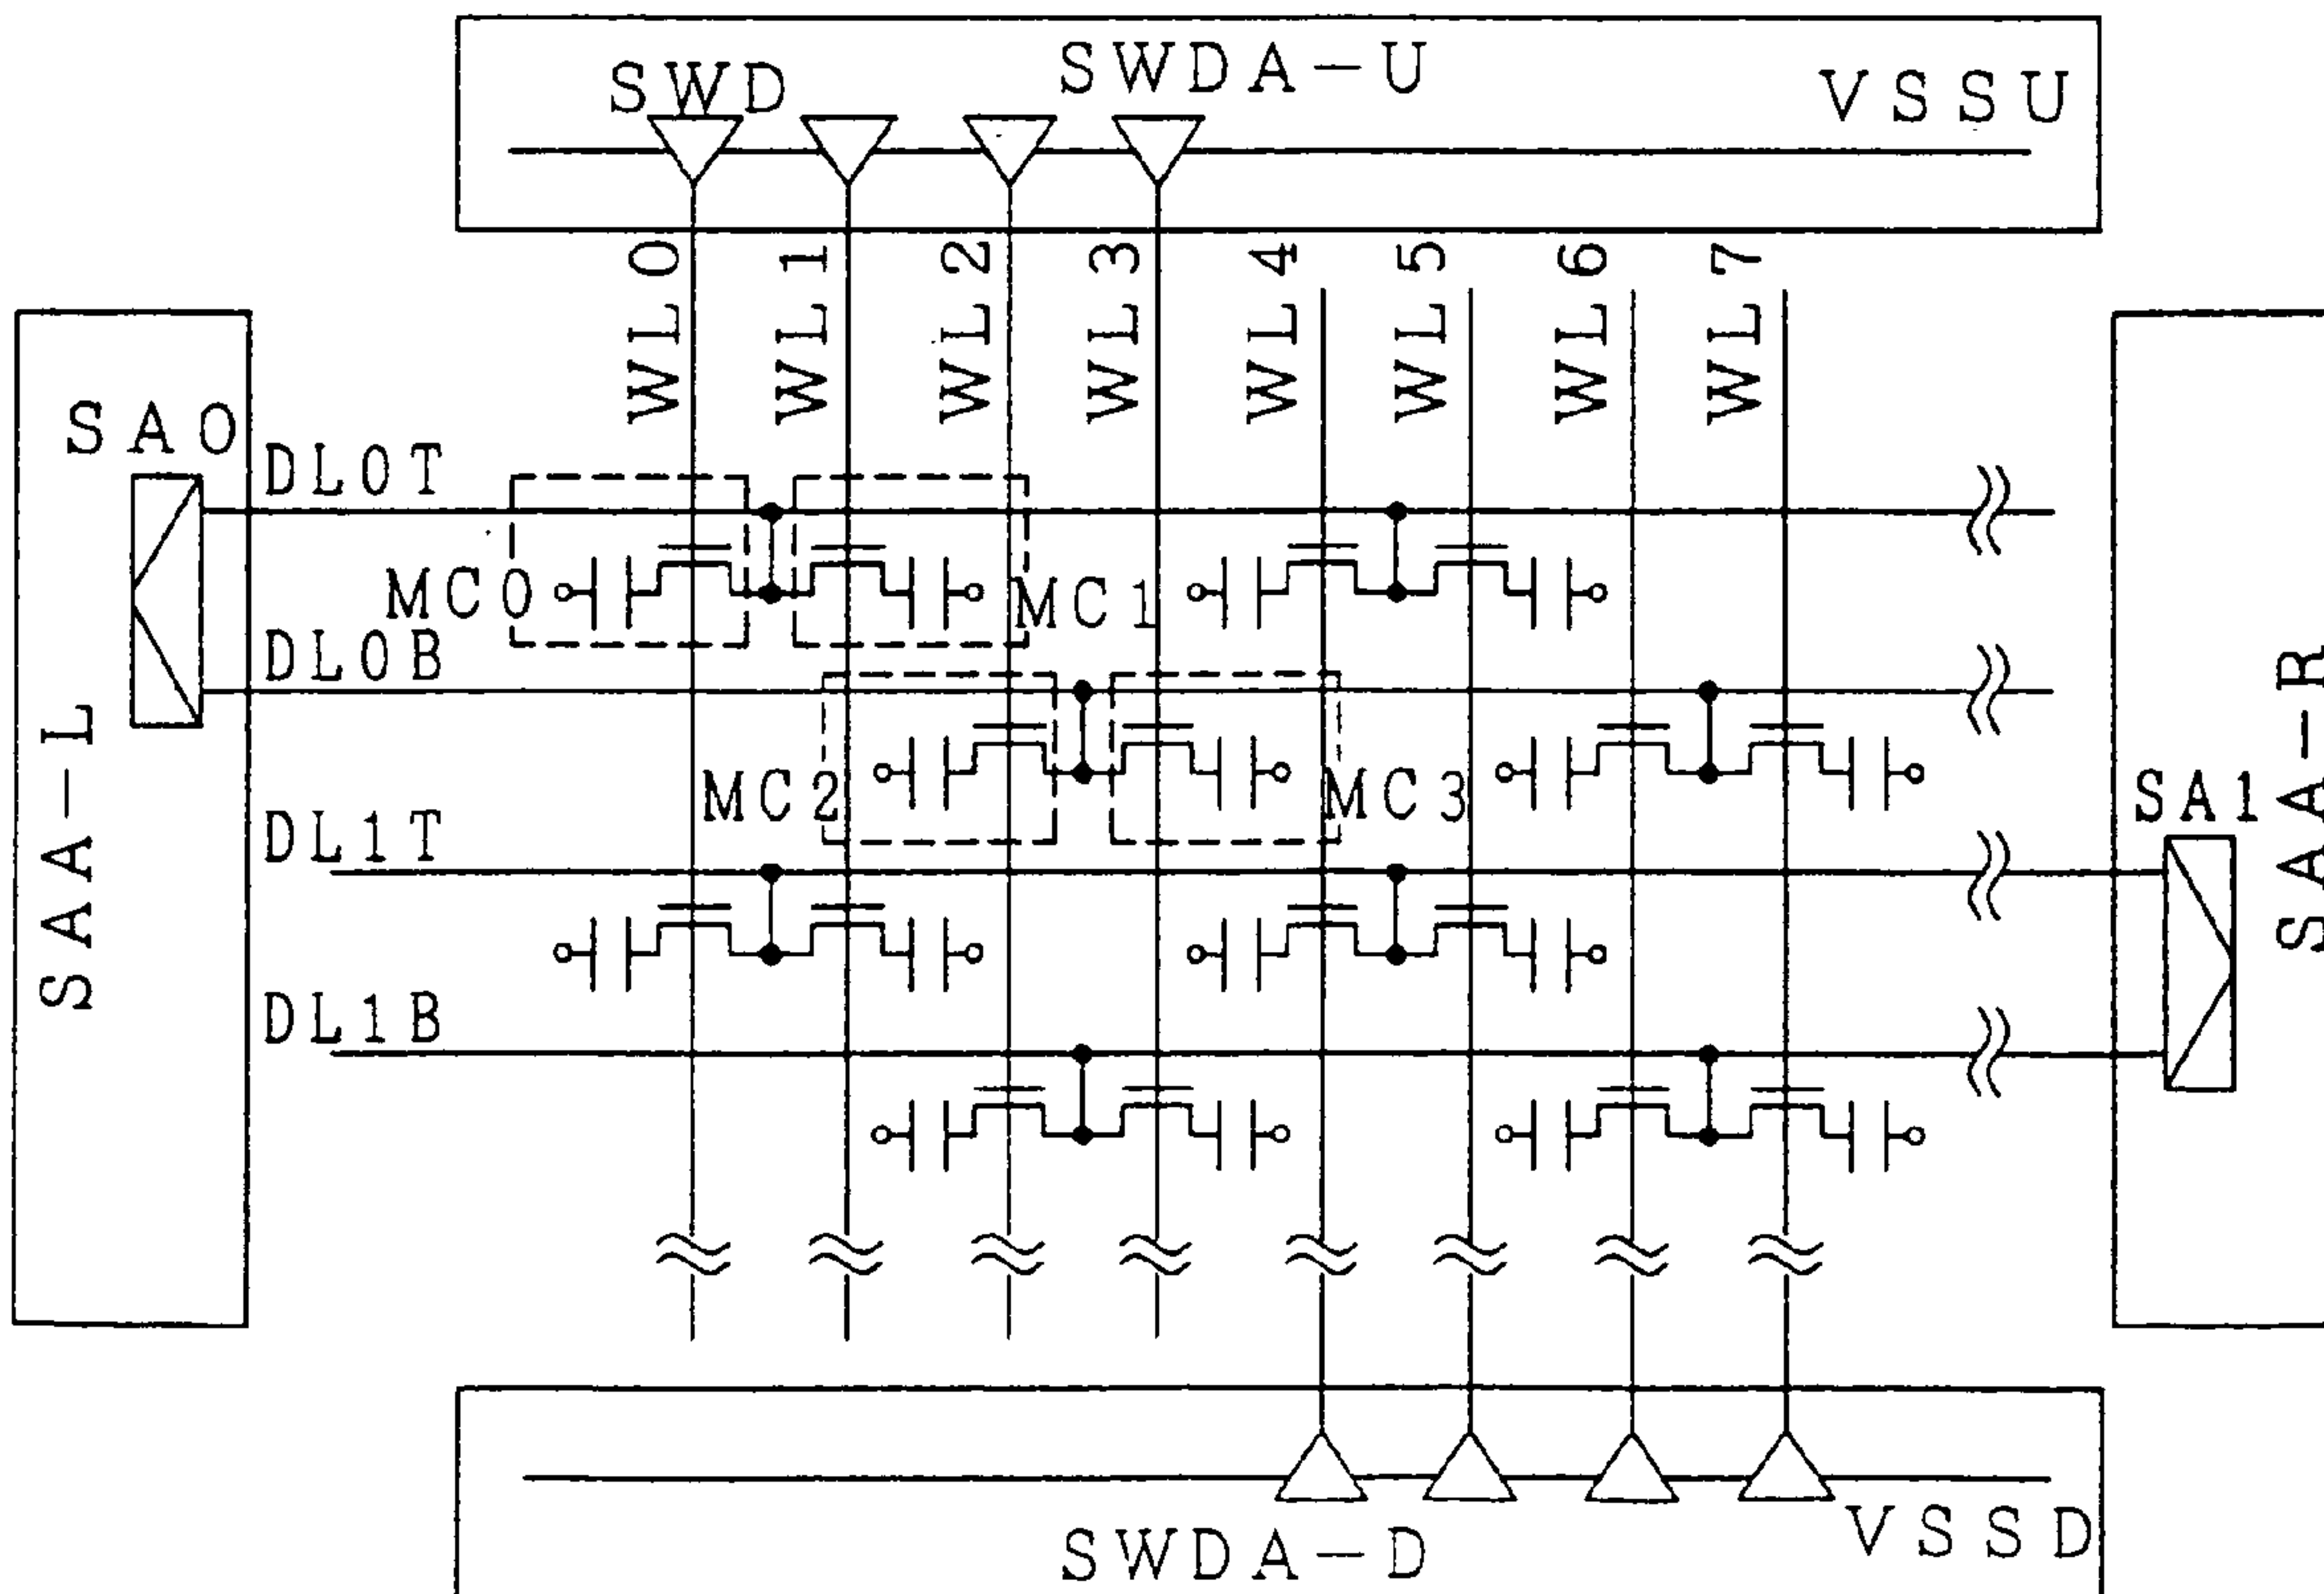 SWD
SWDA-U
VSSU
WL0
WL1
WL2
WL3
WL4
WL5
WL6
WL7
SA0
DL0T
MC0
MC1
DL0B
SAA-L
SAA-R
MC2
MC3
SA1
DL1T
DL1B
SWDA-D
VSSD